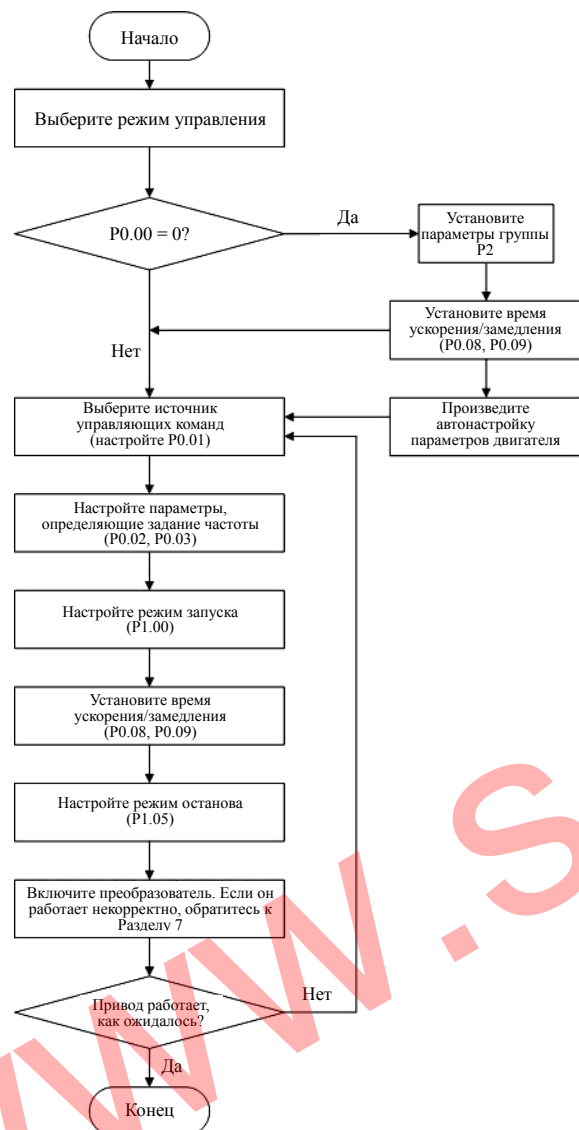 Начало
Выберите режим управления
P0.00 = 0?
Да
Установите
параметры группы
P2
Установите время
ускорения/замедления
(P0.08, P0.09)
Нет
Выберите источник
управляющих команд
(настройте P0.01)
Произведите
автонастройку
параметров двигателя
Настройте параметры,
определяющие задание частоты
(P0.02, P0.03)
Настройте режим запуска
(P1.00)
Установите время
ускорения/замедления
(P0.08, P0.09)
Настройте режим останова
(P1.05)
Включите преобразователь. Если он
работает некорректно, обратитесь к
Разделу 7
Привод работает,
как ожидалось?
Нет
Да
Конец
ww.s